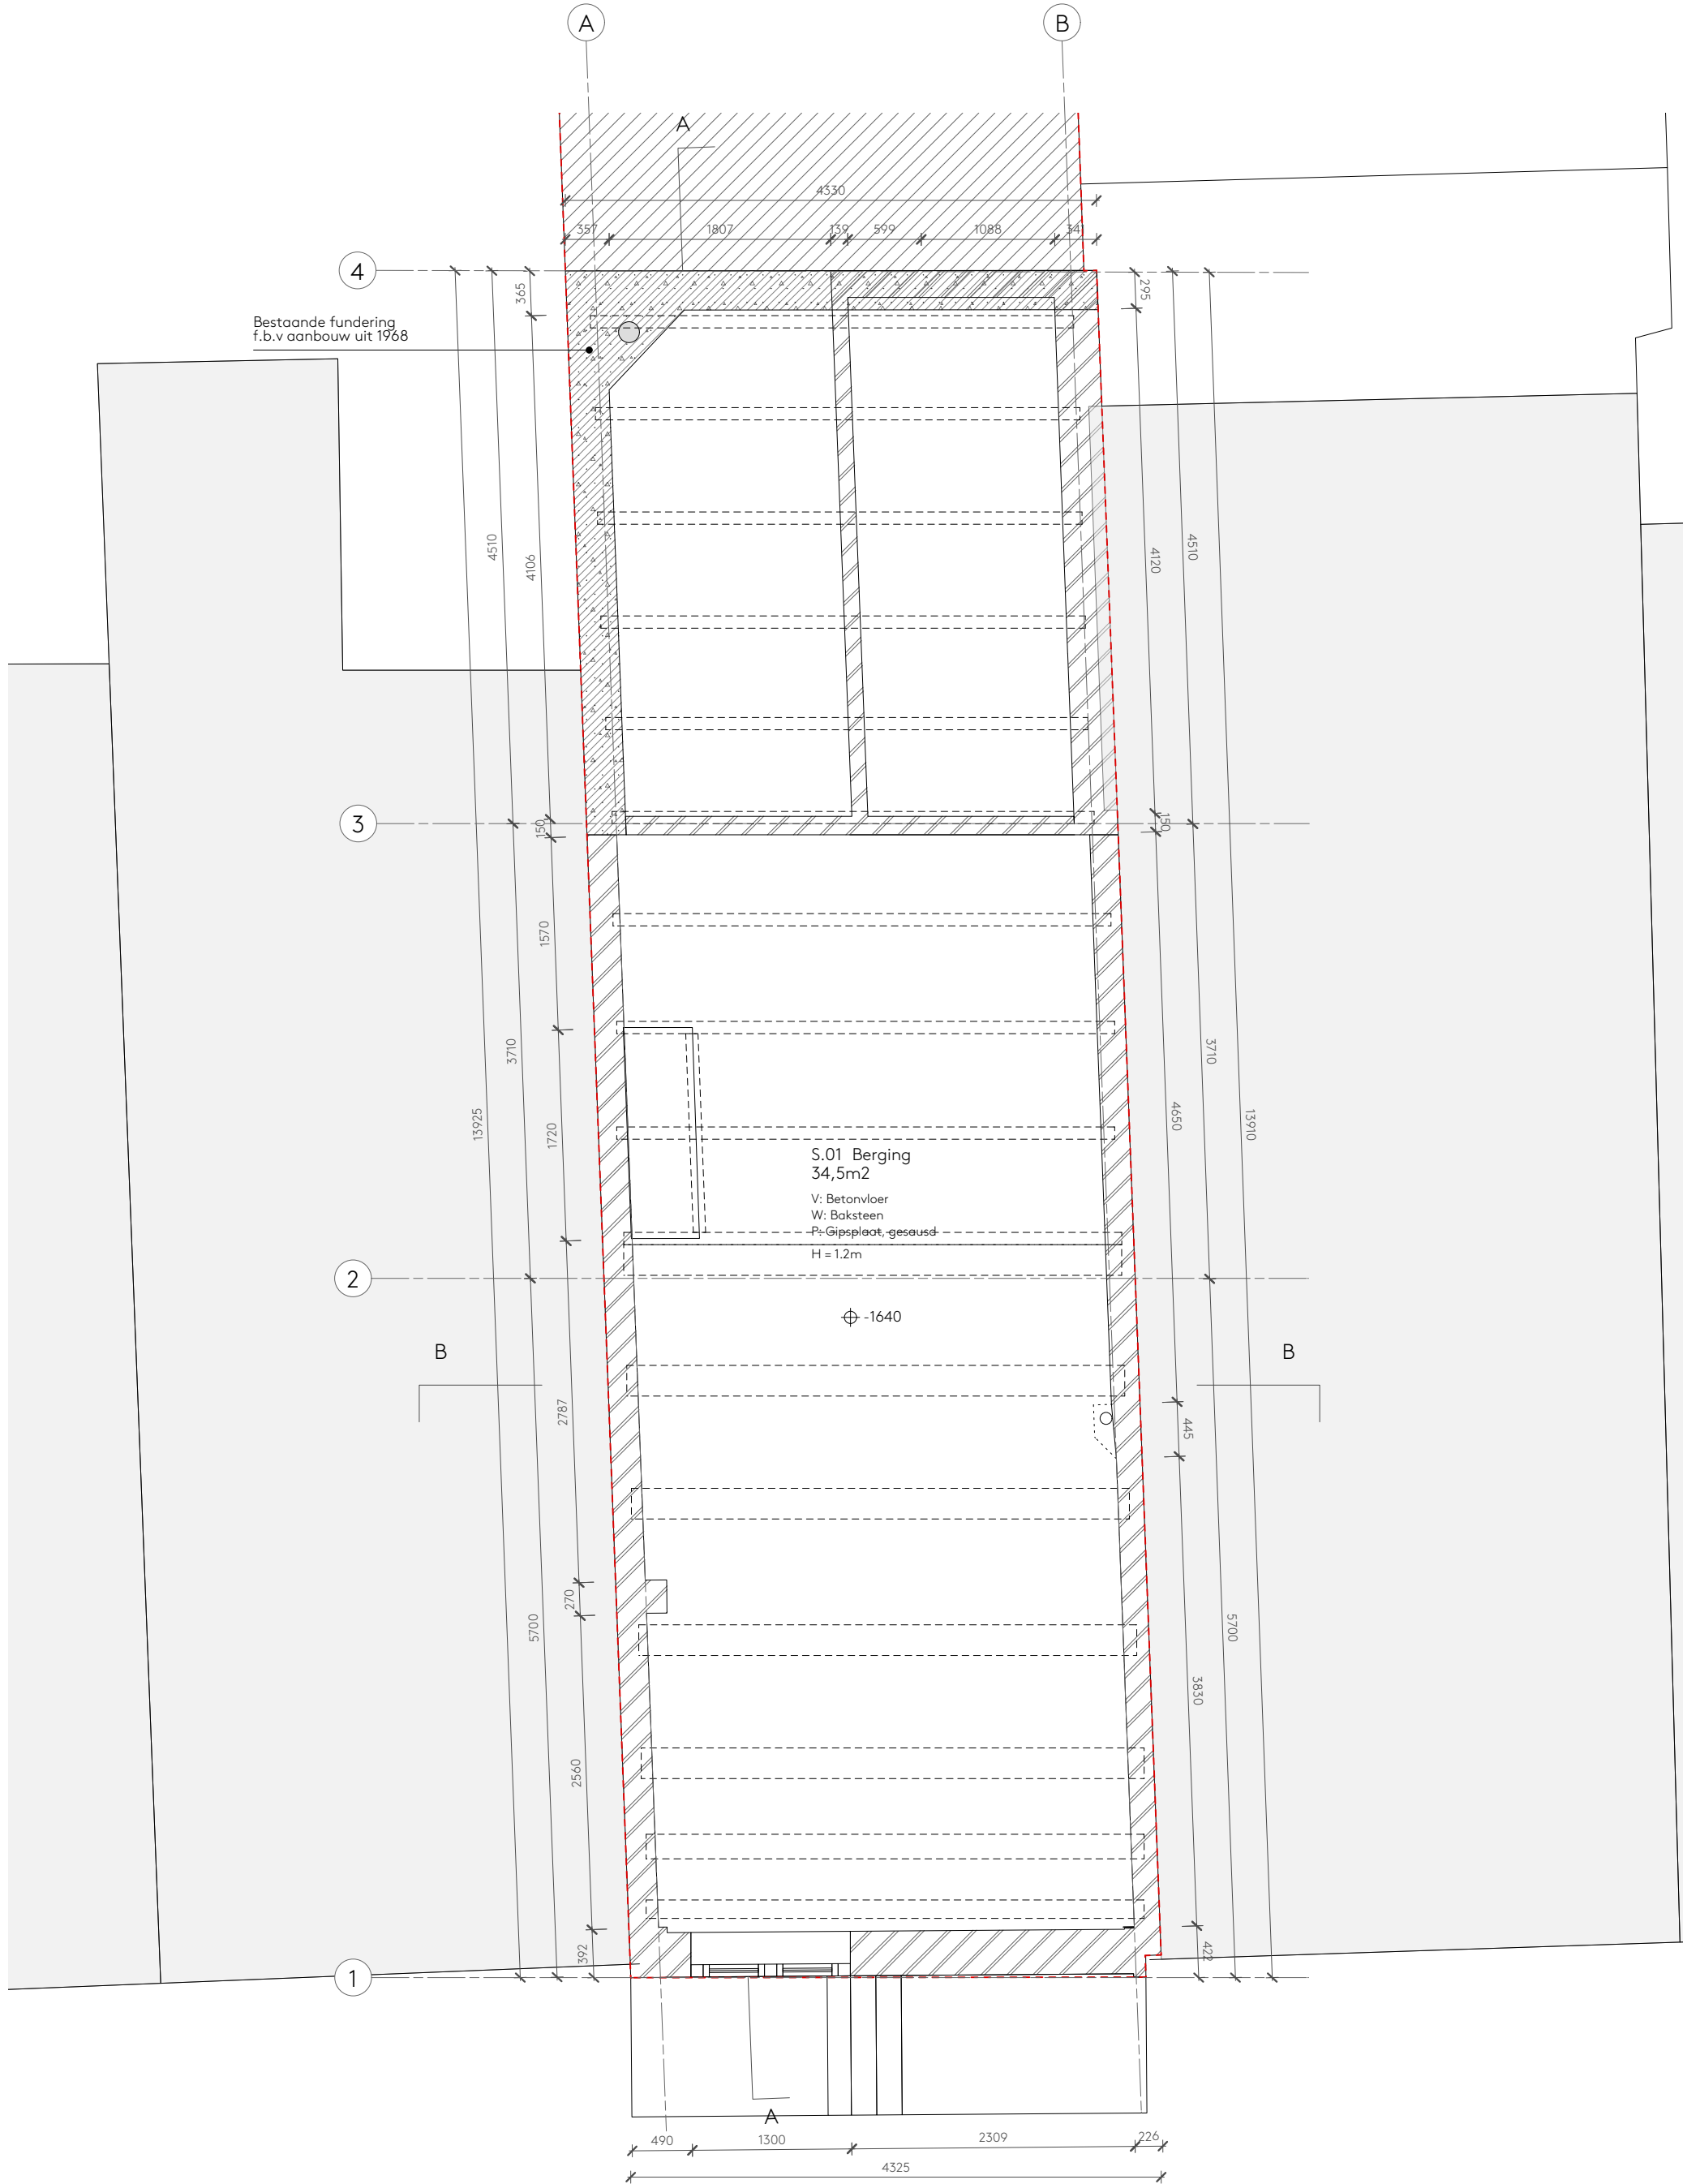 A
B
A
4330
357
1807
139
599
1088
341
4
365
295
Bestaande fundering
f.b.v aanbouw uit 1968
4510
4106
4120
4510
3
150
150
1570
3710
3710
13925
1720
4650
13910
S.01 Berging
34,5m2
V: Betonvloer
W: Baksteen
P: Gipsplaat, gesausd
H = 1.2m
2
-1640
B
B
2787
445
270
5700
5700
3830
2560
392
422
1
A
490
1300
2309
226
4325